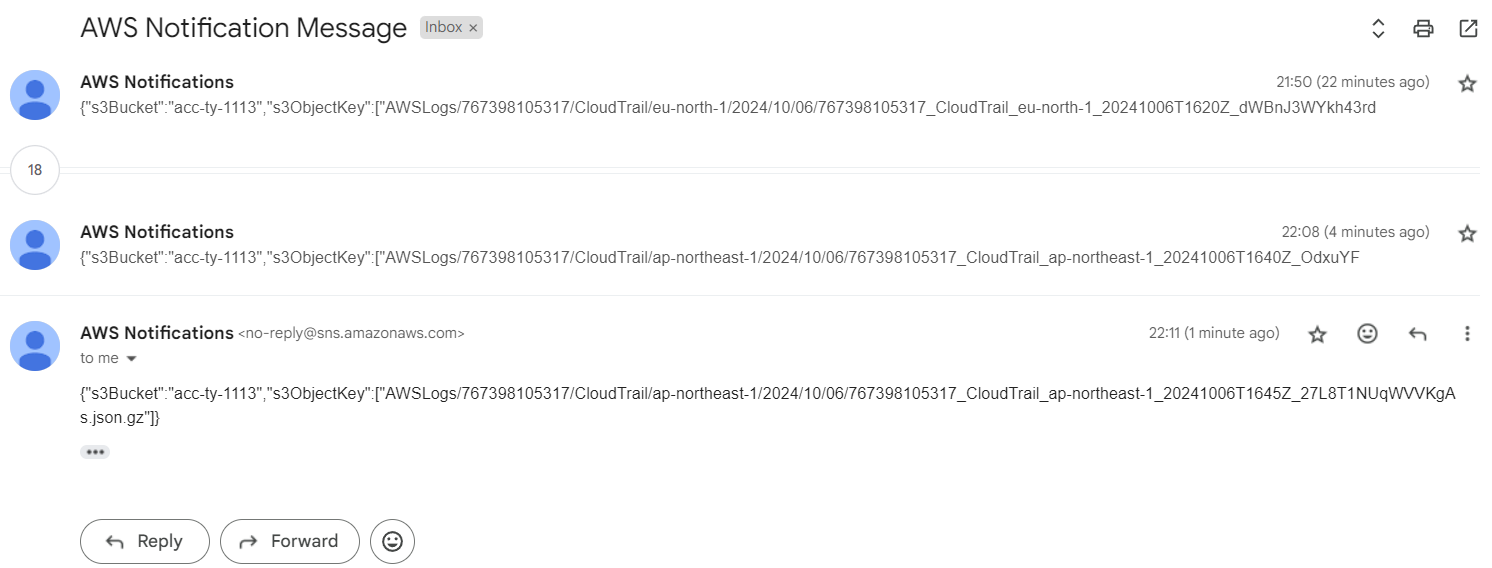 AWS Notification Message Inbox ×
AWS Notifications 21:50 (22 minutes ago)
{"s3Bucket":"acc-ty-1113","s3ObjectKey":["AWSLogs/767398105317/CloudTrail/eu-north-1/2024/10/06/767398105317_CloudTrail_eu-north-1_20241006T1620Z_dWBnJ3WYkh43rd
18
AWS Notifications 22:08 (4 minutes ago)
{"s3Bucket":"acc-ty-1113","s3ObjectKey":["AWSLogs/767398105317/CloudTrail/ap-northeast-1/2024/10/06/767398105317_CloudTrail_ap-northeast-1_20241006T1640Z_OdxuYF
AWS Notifications <no-reply@sns.amazonaws.com> 22:11 (1 minute ago)
to me
{"s3Bucket":"acc-ty-1113","s3ObjectKey":["AWSLogs/767398105317/CloudTrail/ap-northeast-1/2024/10/06/767398105317_CloudTrail_ap-northeast-1_20241006T1645Z_27L8T1NUqWVVKgA
s.json.gz"]}
Reply Forward